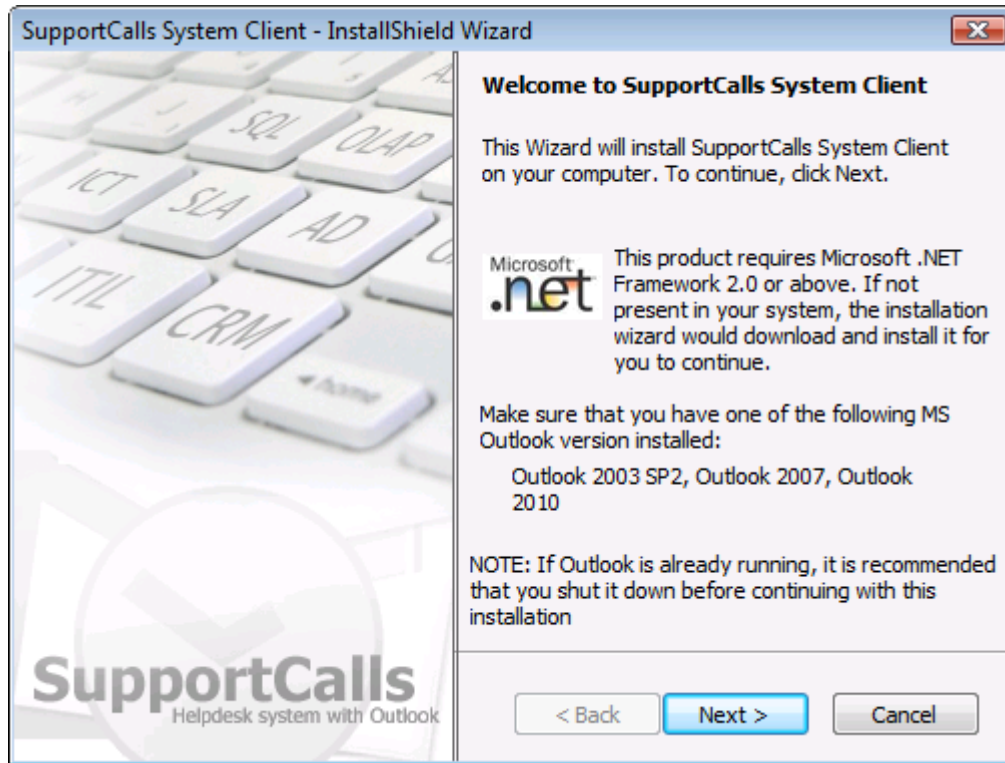 SupportCalls System Client - InstallShield Wizard
SQL
OLAP
ICT
SLA
AD
ITIL
CRM
home
SupportCalls
Helpdesk system with Outlook
Welcome to SupportCalls System Client
This Wizard will install SupportCalls System Client
on your computer. To continue, click Next.
Microsoft
.net
This product requires Microsoft .NET
Framework 2.0 or above. If not
present in your system, the installation
wizard would download and install it for
you to continue.
Make sure that you have one of the following MS
Outlook version installed:
Outlook 2003 SP2, Outlook 2007, Outlook
2010
NOTE: If Outlook is already running, it is recommended
that you shut it down before continuing with this
installation
< Back
Next >
Cancel